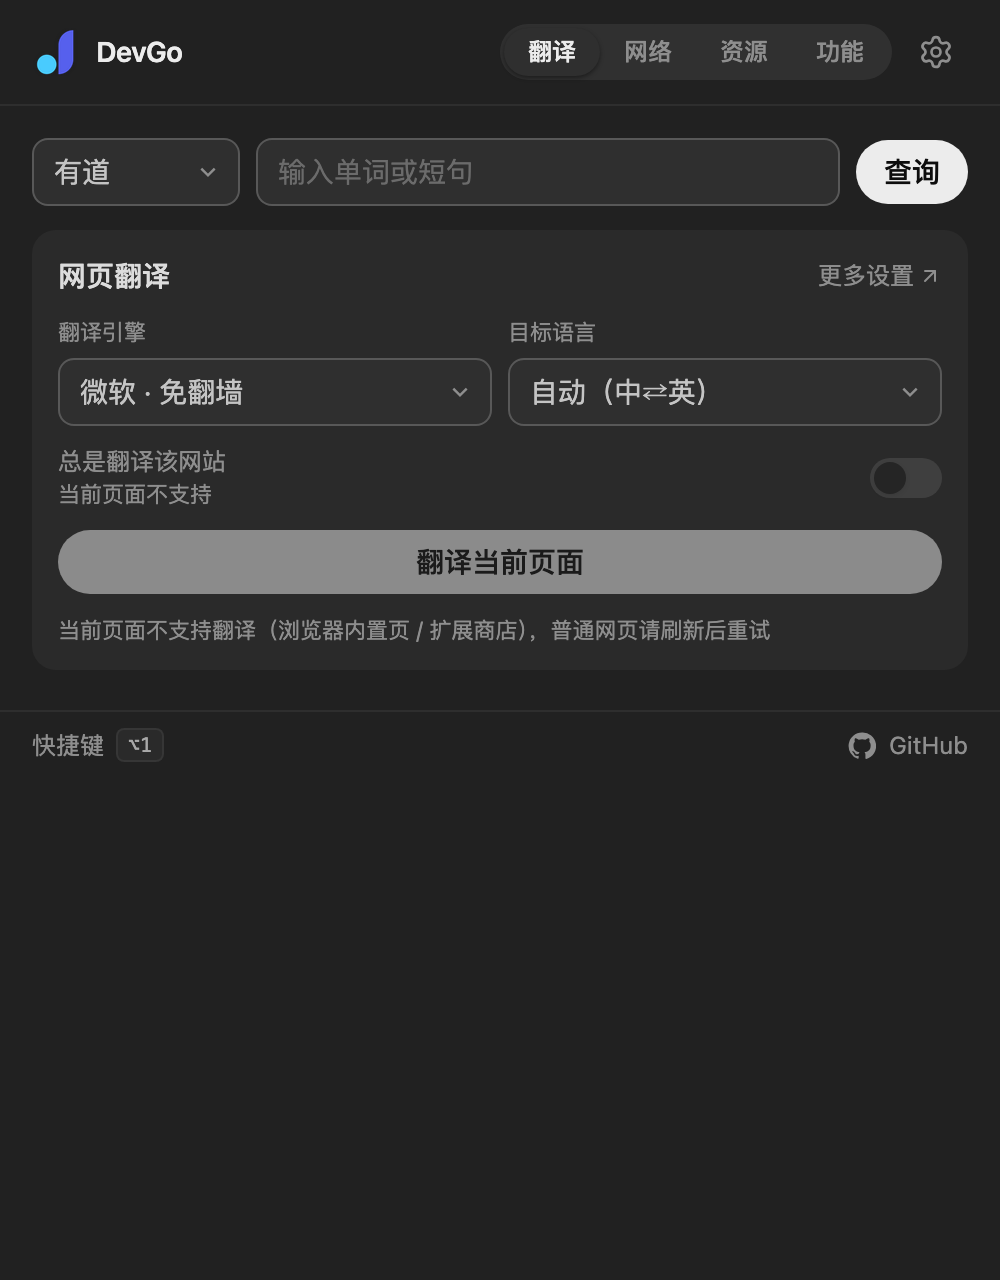 DevGo
翻译 网络 资源 功能
有道 输入单词或短句 查询
网页翻译 更多设置
翻译引擎 目标语言
微软 · 免翻墙 自动（中⇄英）
总是翻译该网站
当前页面不支持
翻译当前页面
当前页面不支持翻译（浏览器内置页 / 扩展商店），普通网页请刷新后重试
快捷键 ⌥1 GitHub